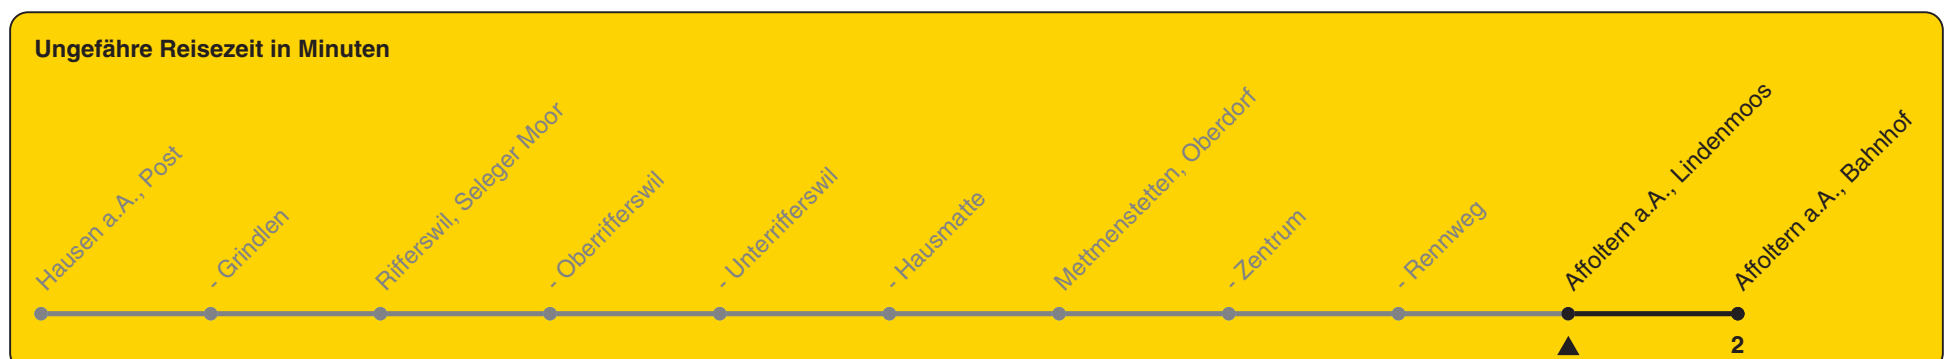 Ungefähre Reisezeit in Minuten
Hausen a.A., Post
- Grindlen
Rifferswil, Seleger Moor
- Oberrifferswil
- Unterrifferswil
- Hausmatte
Mettmenstetten, Oberdorf
- Zentrum
- Rennweg
Affoltern a.A., Lindenmoos
Affoltern a.A., Bahnhof
2